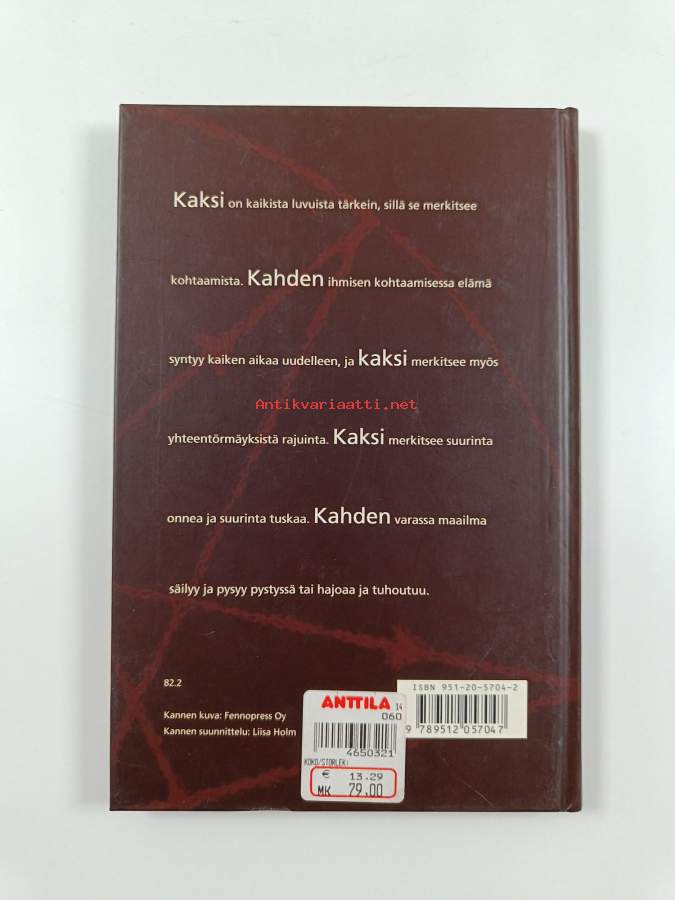 Kaksi on kaikista luvuista tärkein, sillä se merkitsee
kohtaamista. Kahden ihmisen kohtaamisessa elämä
syntyy kaiken aikaa uudelleen, ja kaksi merkitsee myös
Antikvariaatti.net
yhteentörmäyksistä rajuinta. Kaksi merkitsee suurinta
onnea ja suurinta tuskaa. Kahden varassa maailma
säilyy ja pysyy pystyssä tai hajoaa ja tuhoutuu.
82.2
Kannen kuva: Fennopress Oy
Kannen suunnittelu: Liisa Holm
ANTTILA 14
060
4650321
KOKO/STORLEK:
€ 13.29
MK 79,00
ISBN 951-20-5704-2
9 789512 057047